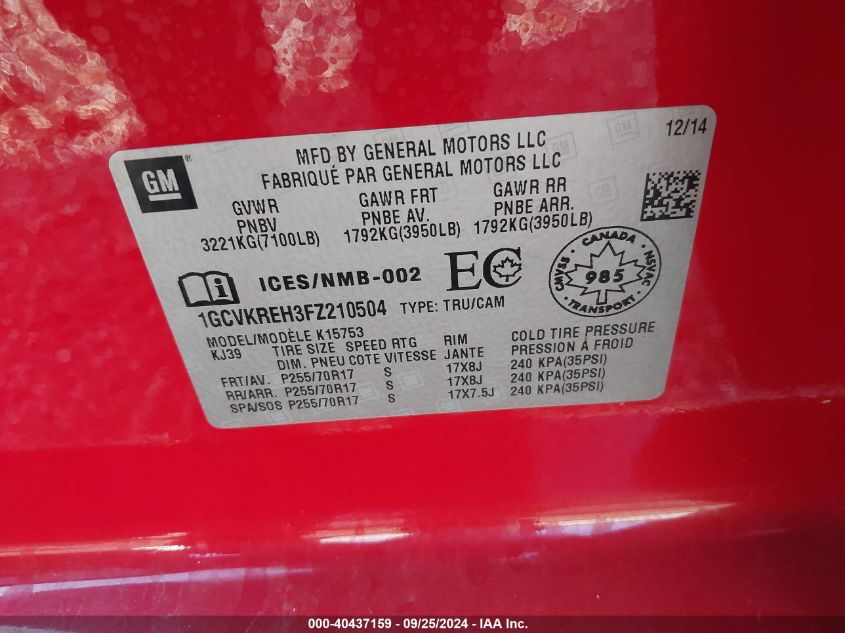 GM®
MFD BY GENERAL MOTORS LLC
FABRIQUÉ PAR GENERAL MOTORS LLC
12/14
GVWR GAWR FRT GAWR RR
PNBV PNBE AV. PNBE ARR.
3221KG(7100LB) 1792KG(3950LB) 1792KG(3950LB)
ICES/NMB-002 EC
CANADA
CMVSS 985 NSVAC
TRANSPORT
1GCVKREH3FZ210504 TYPE: TRU/CAM
MODEL/MODÈLE K15753
KJ39 TIRE SIZE SPEED RTG RIM COLD TIRE PRESSURE
DIM. PNEU COTE VITESSE JANTE PRESSION À FROID
FRT/AV. P255/70R17 S 17X8J 240 KPA(35PSI)
RR/ARR. P255/70R17 S 17X8J 240 KPA(35PSI)
SPA/SOS P255/70R17 S 17X7.5J 240 KPA(35PSI)
000-40437159 - 09/25/2024 - IAA Inc.